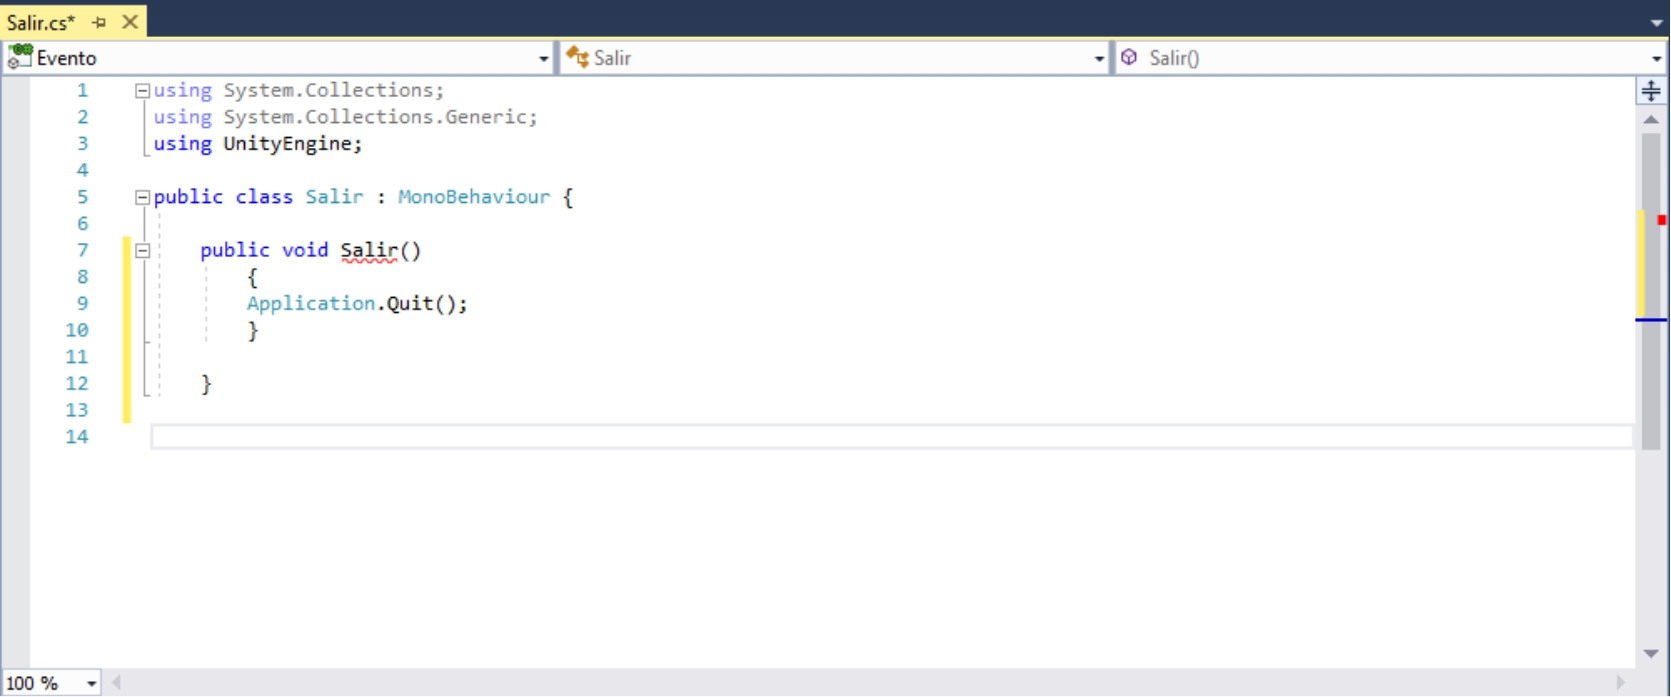 Salir.cs*
Evento Salir Salir()
1 using System.Collections;
2 using System.Collections.Generic;
3 using UnityEngine;
4
5 public class Salir : MonoBehaviour {
6
7 public void Salir()
8 {
9 Application.Quit();
10 }
11
12 }
13
14
100 %